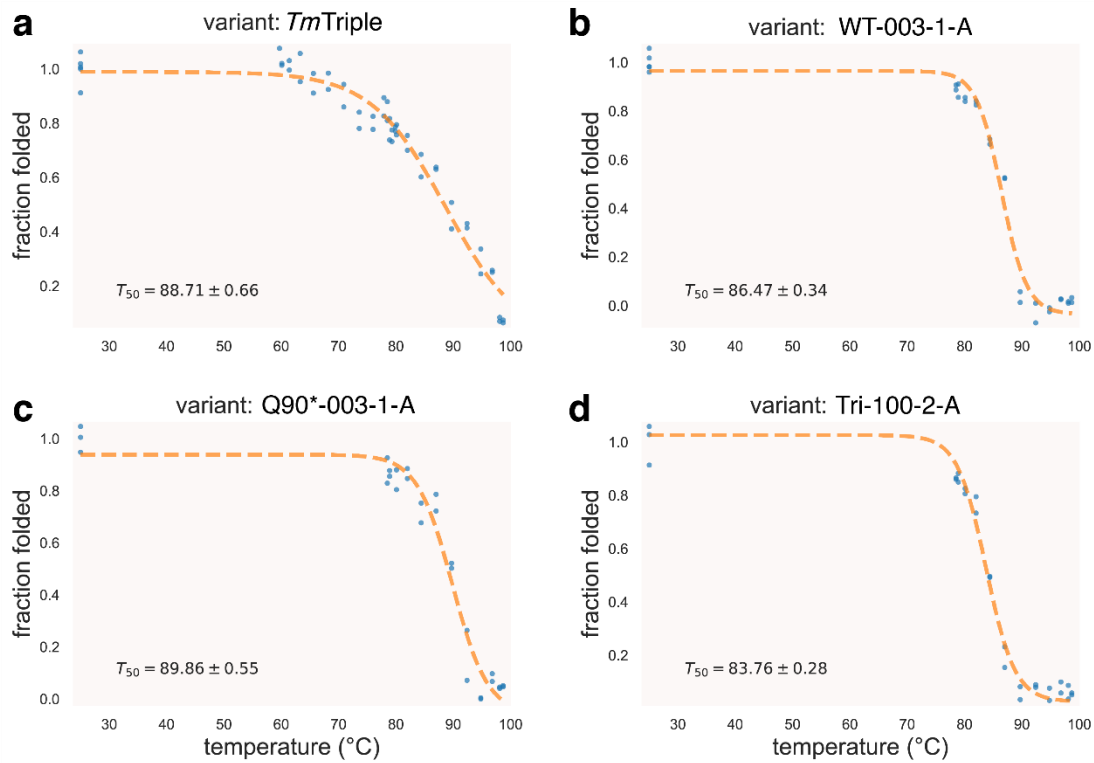 a
variant: TmTriple
fraction folded
1.0
0.8
0.6
0.4
0.2
T50 = 88.71 ± 0.66
30 40 50 60 70 80 90 100
b
variant: WT-003-1-A
fraction folded
1.0
0.8
0.6
0.4
0.2
0.0
T50 = 86.47 ± 0.34
30 40 50 60 70 80 90 100
c
variant: Q90*-003-1-A
fraction folded
1.0
0.8
0.6
0.4
0.2
0.0
T50 = 89.86 ± 0.55
30 40 50 60 70 80 90 100
temperature (°C)
d
variant: Tri-100-2-A
fraction folded
1.0
0.8
0.6
0.4
0.2
T50 = 83.76 ± 0.28
30 40 50 60 70 80 90 100
temperature (°C)